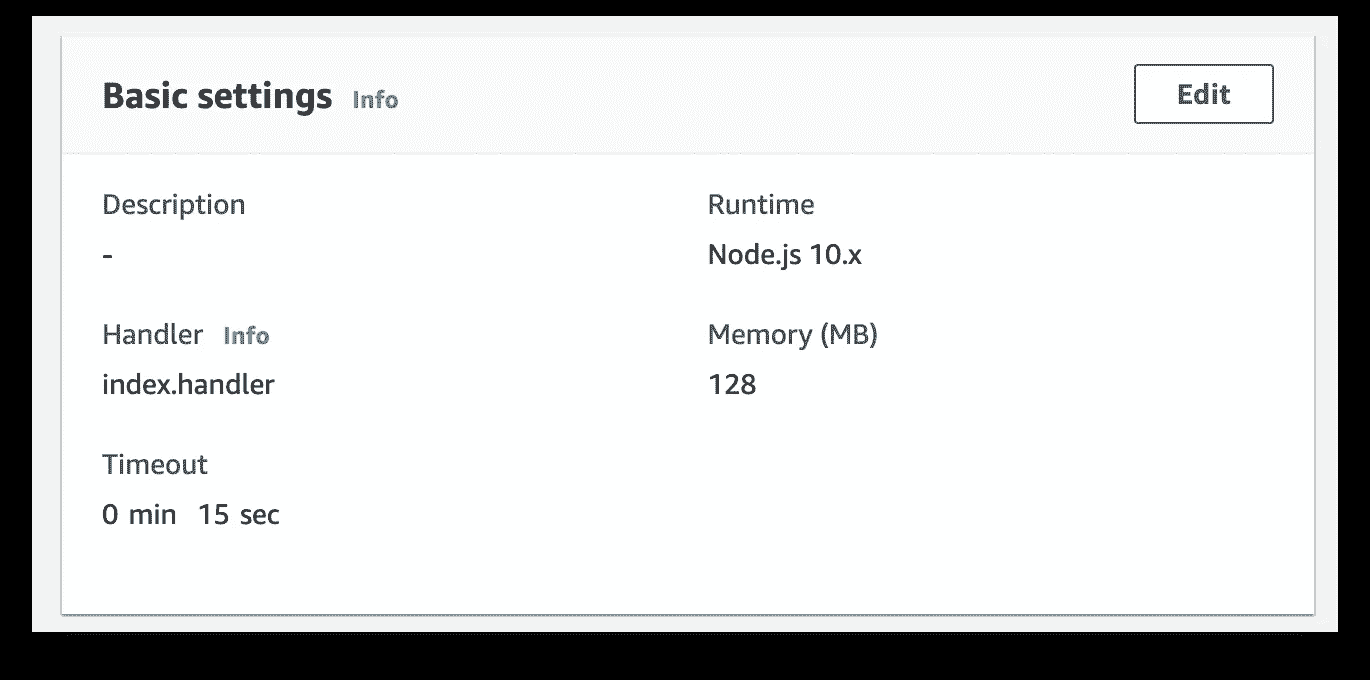 Basic settings Info
Edit
Description
-
Runtime
Node.js 10.x
Handler Info
index.handler
Memory (MB)
128
Timeout
0 min 15 sec